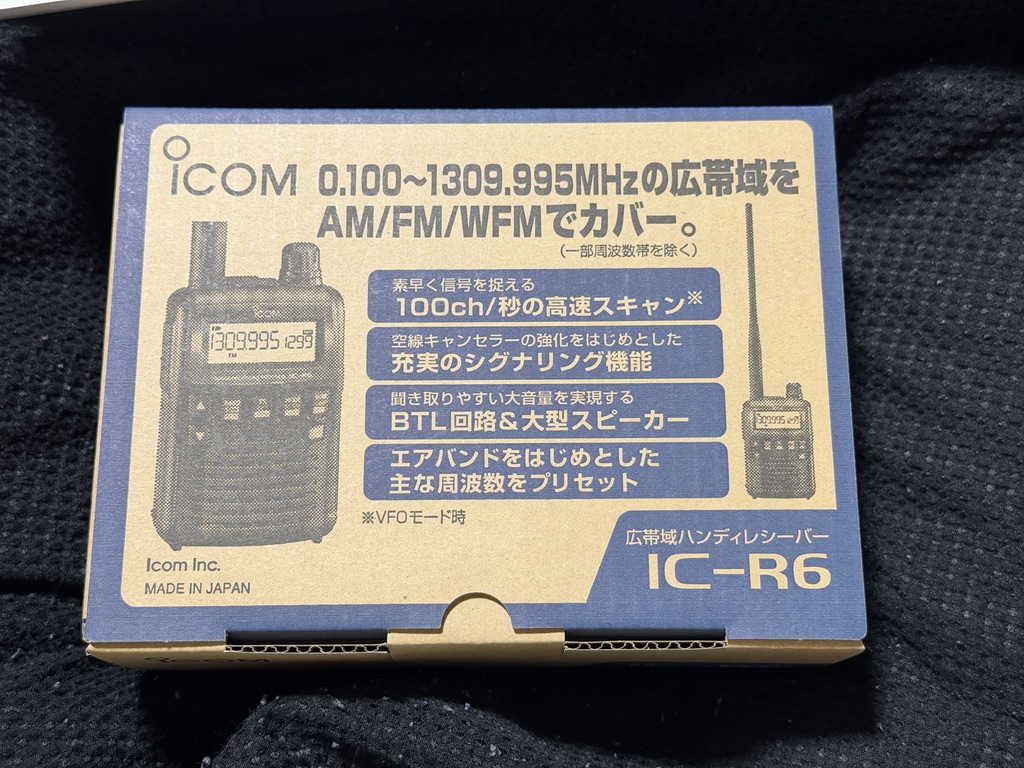 ICOM
0.100~1309.995MHzの広帯域を
AM/FM/WFMでカバー。
(一部周波数帯を除く)
素早く信号を捉える
100ch/秒の高速スキャン※
空線キャンセラーの強化をはじめとした
充実のシグナリング機能
聞き取りやすい大音量を実現する
BTL回路&大型スピーカー
エアバンドをはじめとした
主な周波数をプリセット
※VFOモード時
ICOM
1309.995 1299
FM
Icom Inc.
MADE IN JAPAN
広帯域ハンディレシーバー
IC-R6
ICOM